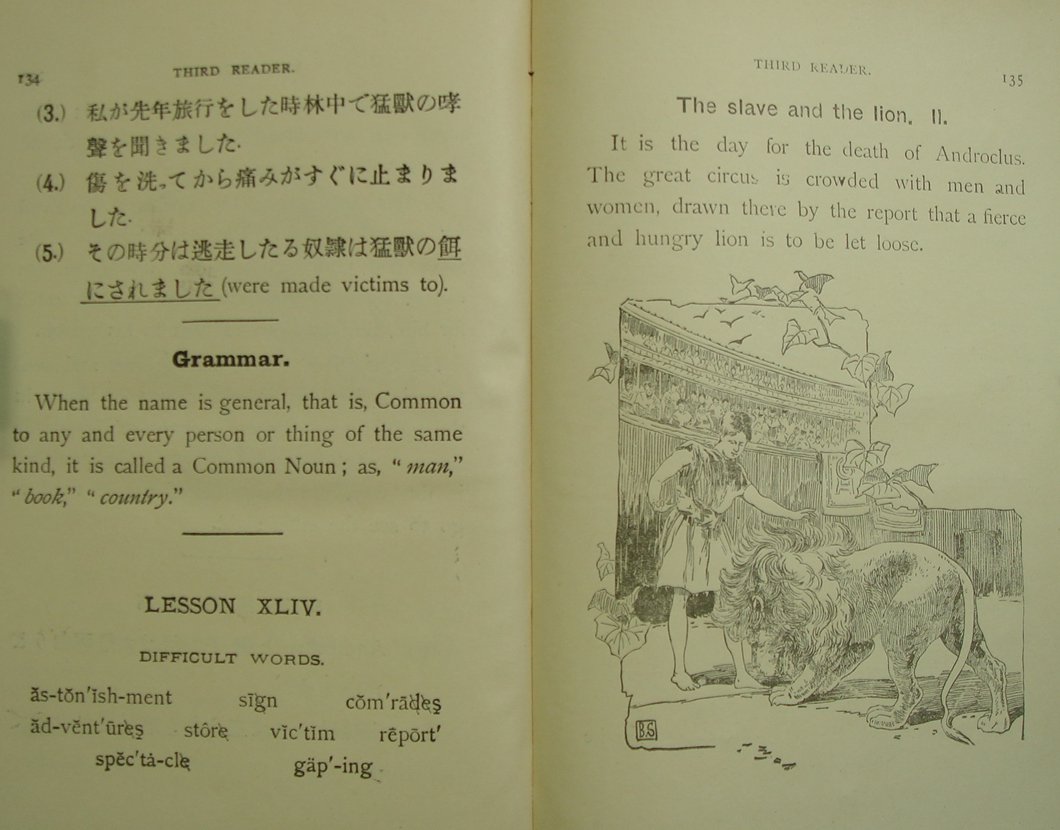 134 THIRD READER.
(3.) 私が先年旅行をした時林中で猛獸の哮
聲を聞きました.
(4.) 傷を洗ってから痛みがすぐに止まりま
した.
(5.) その時分は逃走したる奴隷は猛獸の餌
にされました (were made victims to).
Grammar.
When the name is general, that is, Common
to any and every person or thing of the same
kind, it is called a Common Noun; as, "man,"
"book," "country."
LESSON XLIV.
DIFFICULT WORDS.
ăs-tŏn'ĭsh-ment sīgn cŏm'rādeş
ăd-vĕnt'ūreş stōre vĭc'tĭm rēpōrt'
spĕc'tȧ-cle gäp'-ing
THIRD READER. 135
The slave and the lion. II.
It is the day for the death of Androclus.
The great circus is crowded with men and
women, drawn there by the report that a fierce
and hungry lion is to be let loose.
B.S